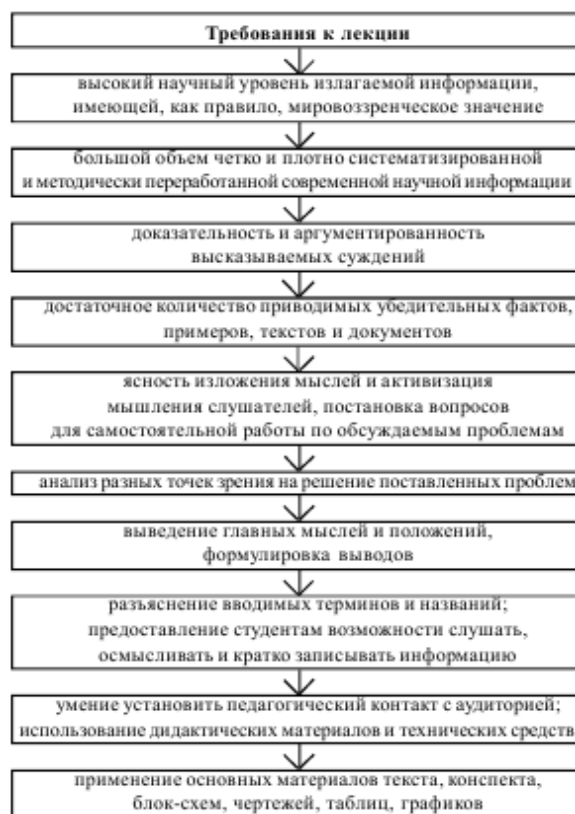 Требования к лекции
высокий научный уровень излагаемой информации,
имеющей, как правило, мировоззренческое значение
большой объем четко и плотно систематизированной
и методически переработанной современной научной информации
доказательность и аргументированность
высказываемых суждений
достаточное количество приводимых убедительных фактов,
примеров, текстов и документов
ясность изложения мыслей и активизация
мышления слушателей, постановка вопросов
для самостоятельной работы по обсуждаемым проблемам
анализ разных точек зрения на решение поставленных проблем
выведение главных мыслей и положений,
формулировка выводов
разъяснение вводимых терминов и названий;
предоставление студентам возможности слушать,
осмысливать и кратко записывать информацию
умение установить педагогический контакт с аудиторией;
использование дидактических материалов и технических средств
применение основных материалов текста, конспекта,
блок-схем, чертежей, таблиц, графиков